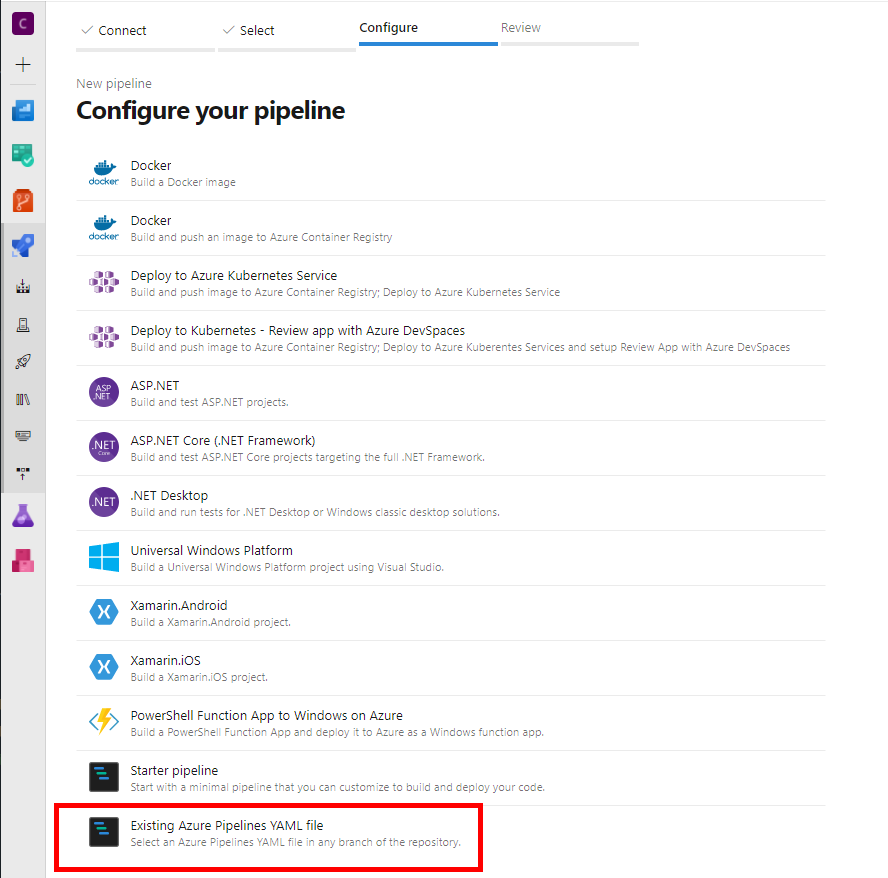 C
Connect
Select
Configure
Review
New pipeline
Configure your pipeline
docker
Docker
Build a Docker image
docker
Docker
Build and push an image to Azure Container Registry
Deploy to Azure Kubernetes Service
Build and push image to Azure Container Registry; Deploy to Azure Kubernetes Service
Deploy to Kubernetes - Review app with Azure DevSpaces
Build and push image to Azure Container Registry; Deploy to Azure Kuberentes Services and setup Review App with Azure DevSpaces
ASP
.NET
ASP.NET
Build and test ASP.NET projects.
.NET
Core
ASP.NET Core (.NET Framework)
Build and test ASP.NET Core projects targeting the full .NET Framework.
.NET
.NET Desktop
Build and run tests for .NET Desktop or Windows classic desktop solutions.
Universal Windows Platform
Build a Universal Windows Platform project using Visual Studio.
Xamarin.Android
Build a Xamarin.Android project.
Xamarin.iOS
Build a Xamarin.iOS project.
PowerShell Function App to Windows on Azure
Build a PowerShell Function App and deploy it to Azure as a Windows function app.
Starter pipeline
Start with a minimal pipeline that you can customize to build and deploy your code.
Existing Azure Pipelines YAML file
Select an Azure Pipelines YAML file in any branch of the repository.